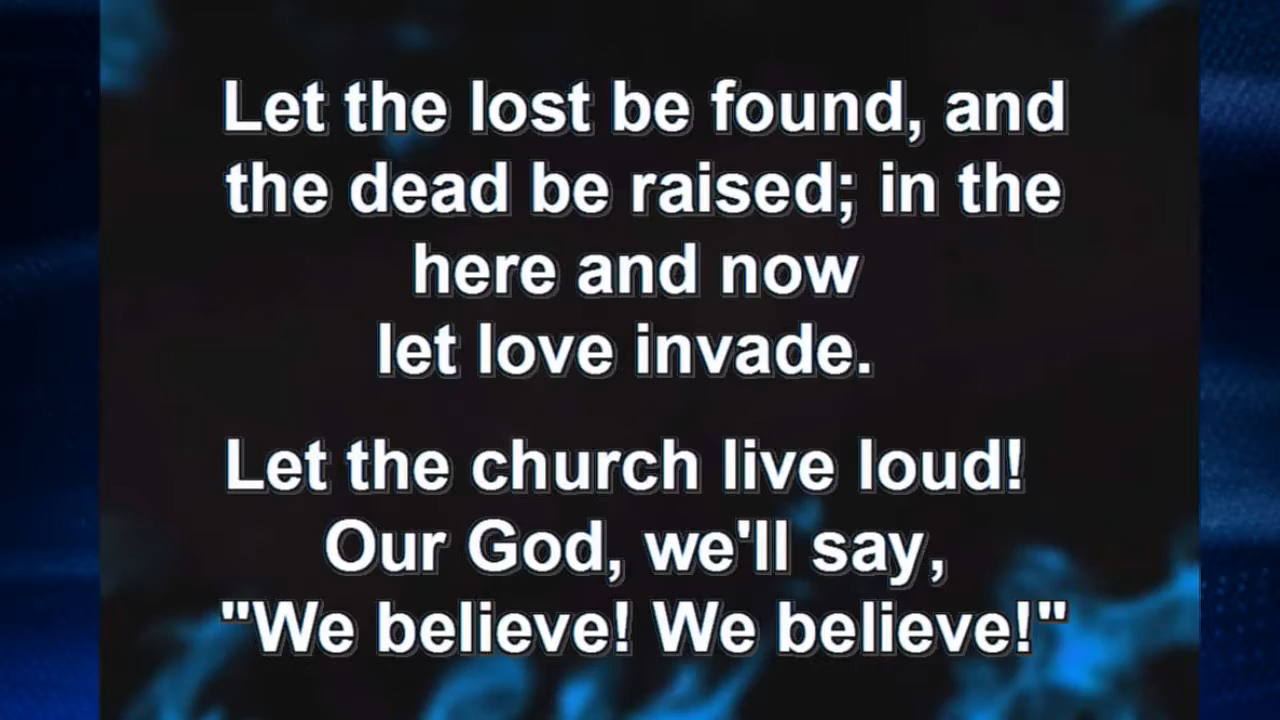 Let the lost be found, and
the dead be raised; in the
here and now
let love invade.
Let the church live loud!
Our God, we'll say,
"We believe! We believe!"